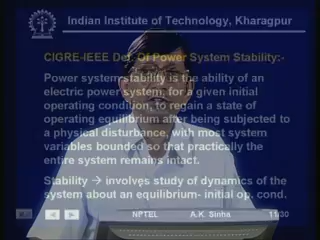 Indian Institute of Technology, Kharagpur
CIGRE-IEEE Def. Of Power System Stability:-
Power system stability is the ability of an
electric power system, for a given initial
operating condition, to regain a state of
operating equilibrium after being subjected to
a physical disturbance, with most system
variables bounded so that practically the
entire system remains intact.
Stability → involves study of dynamics of the
system about an equilibrium- initial op. cond.
NPTEL A.K. Sinha 11/30